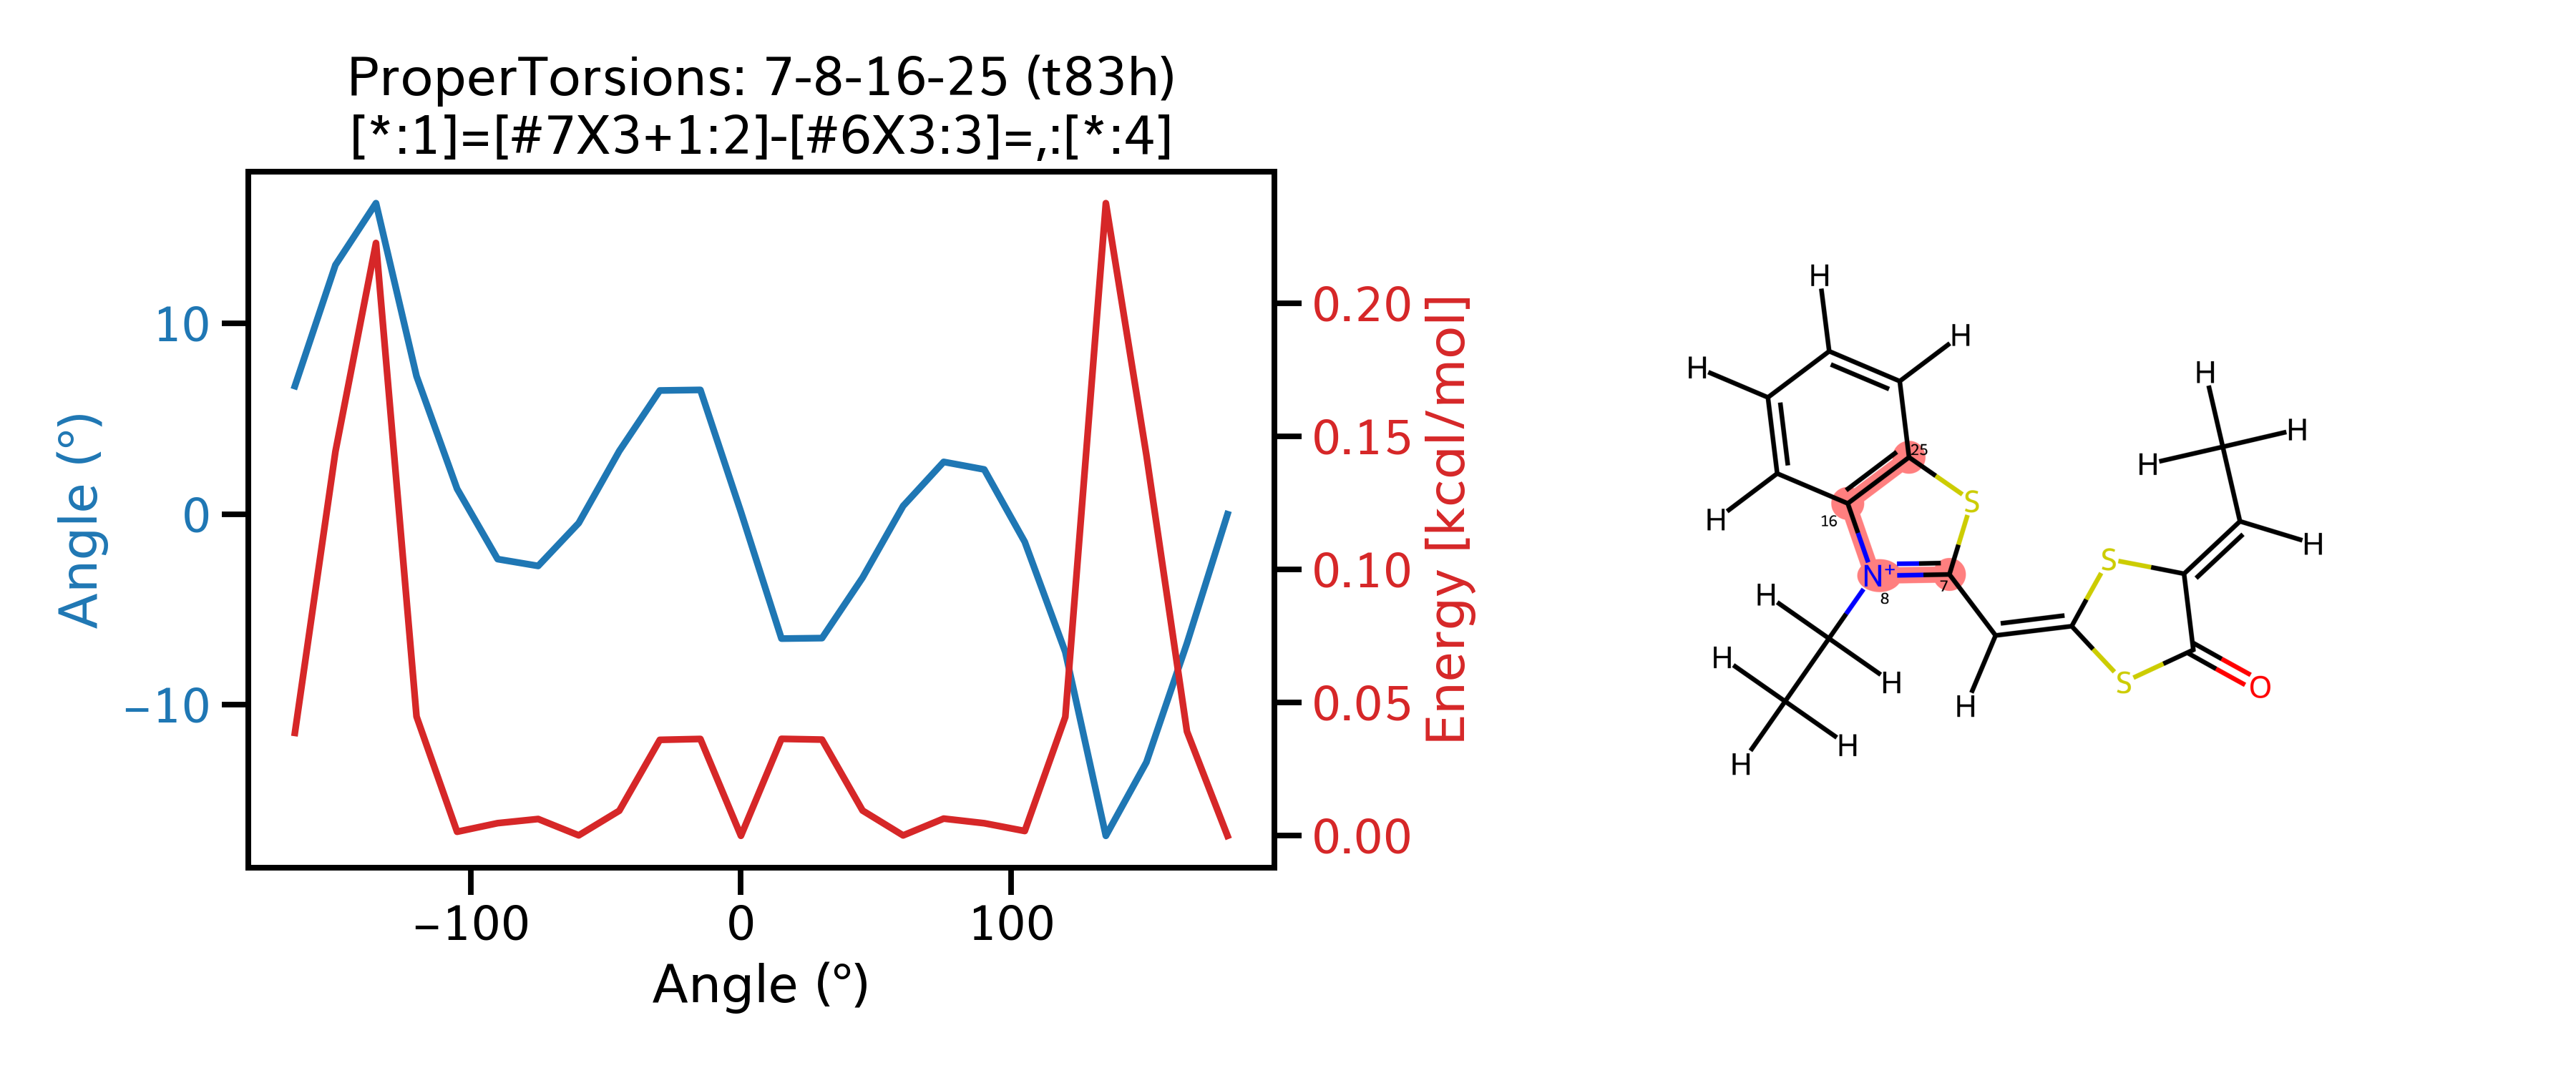 ProperTorsions: 7-8-16-25 (t83h)
[*:1]=[#7X3+1:2]-[#6X3:3]=,:[*:4]
10
0
−10
Angle (°)
−100
0
100
Angle (°)
0.20
0.15
0.10
0.05
0.00
Energy [kcal/mol]
H
H
H
H
H
H
H
25
S
16
S
H
N+
7
8
H
H
H
S
O
H
H
H